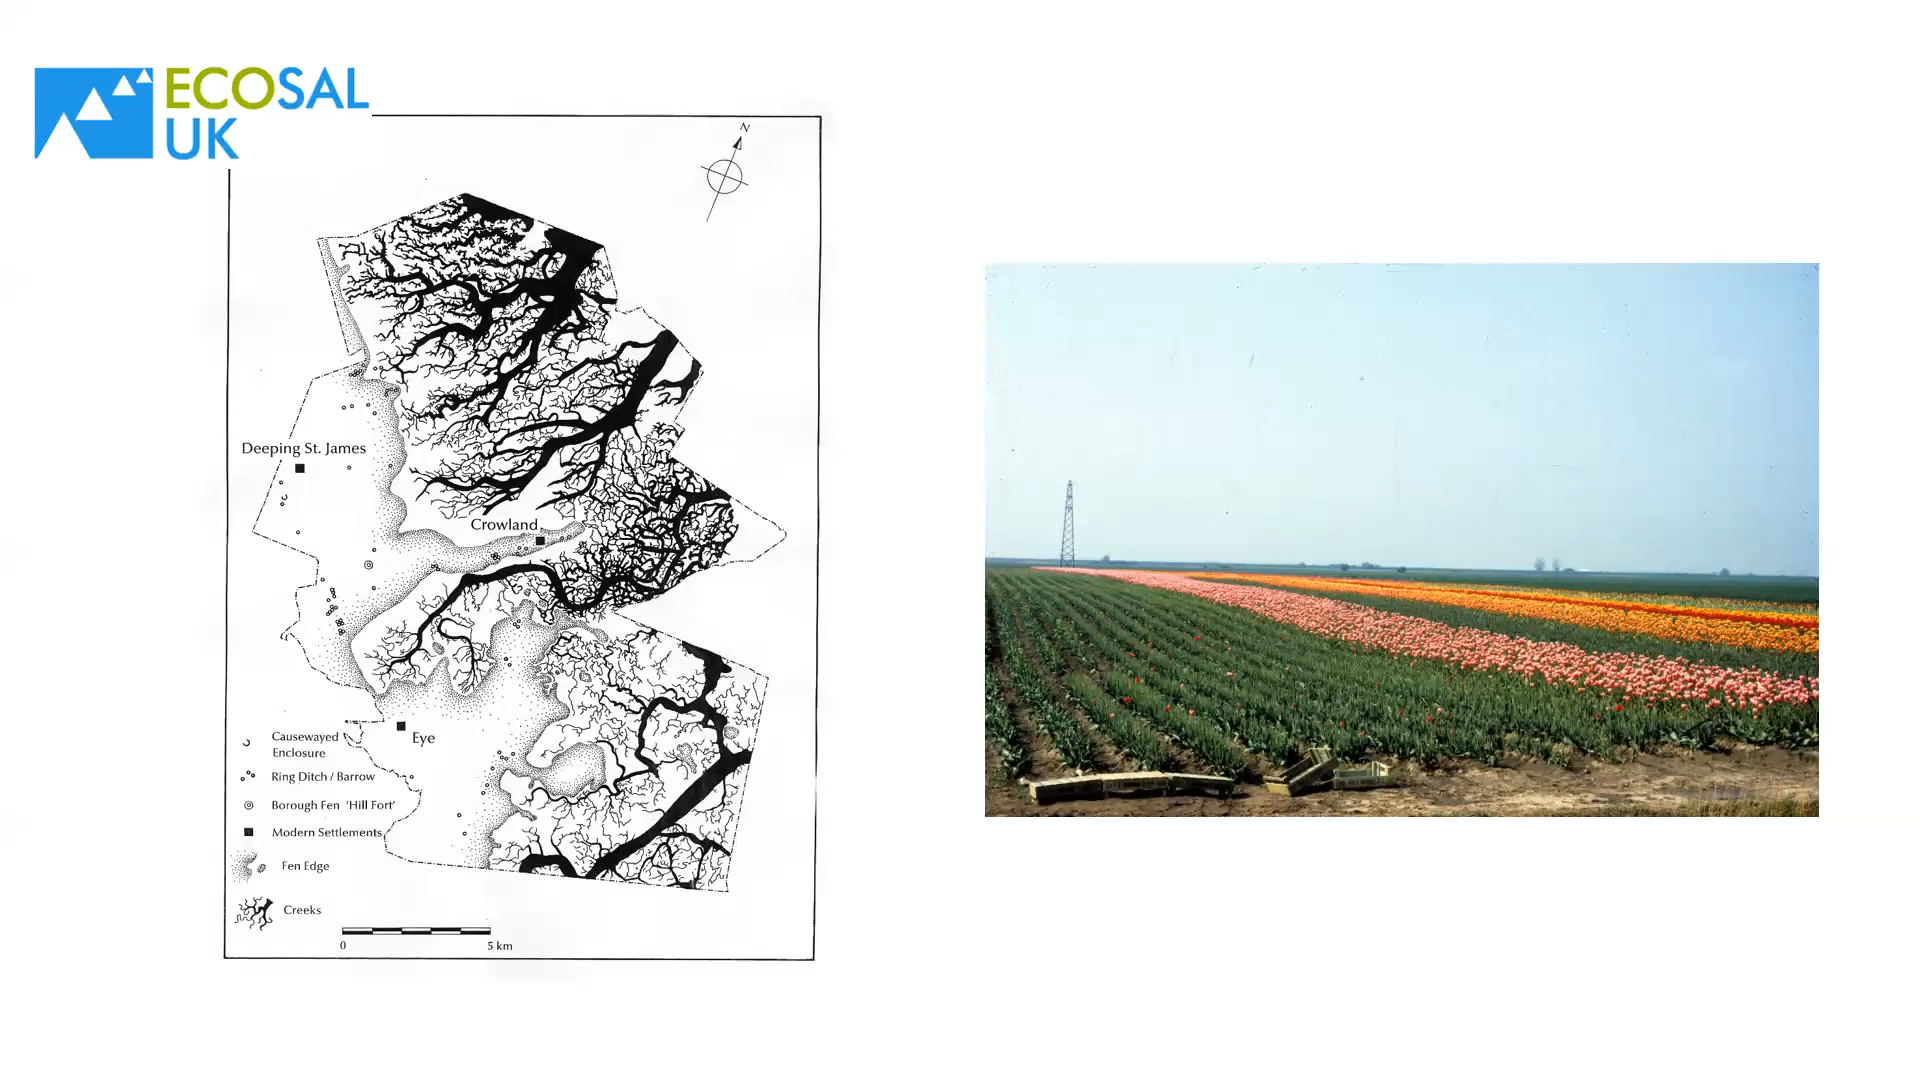 ECOSAL
UK
N
Deeping St. James
Crowland
Eye
Causewayed
Enclosure
Ring Ditch / Barrow
Borough Fen 'Hill Fort'
Modern Settlements
Fen Edge
Creeks
0 5 km